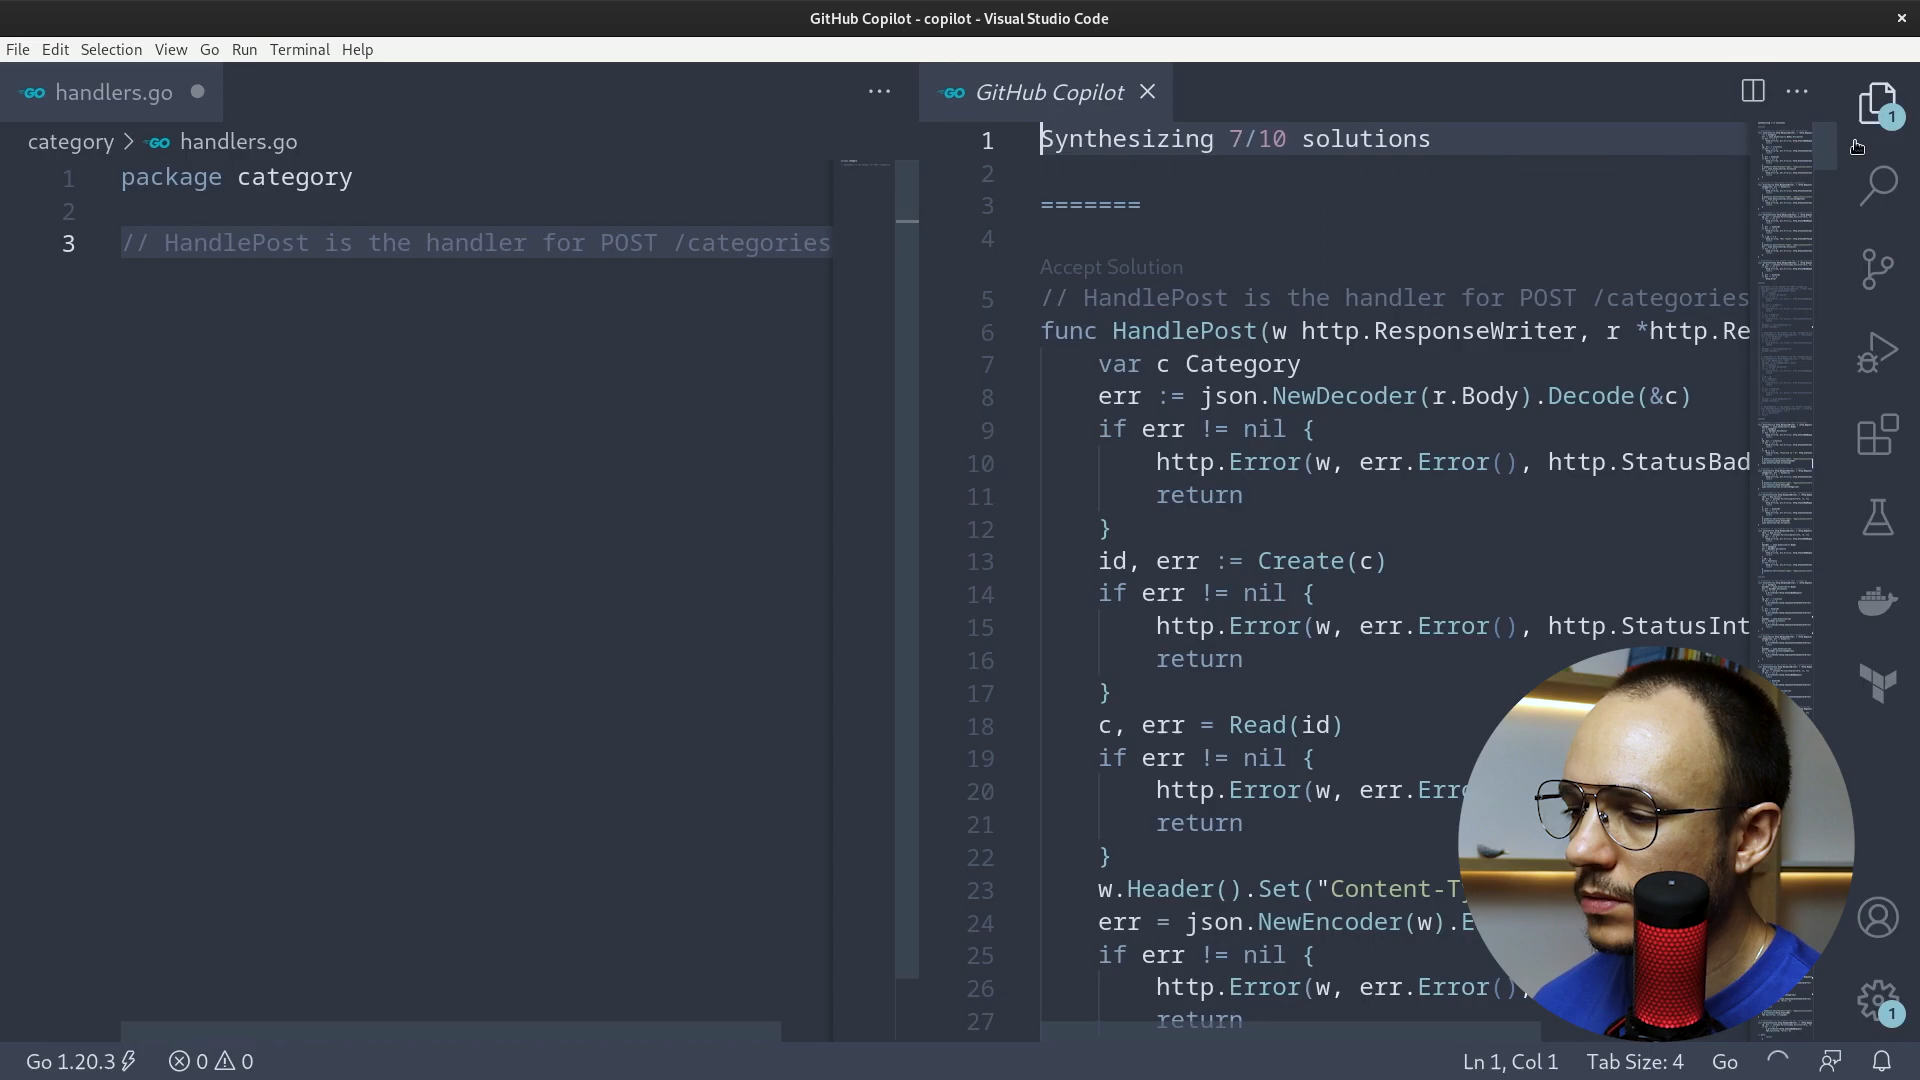 GitHub Copilot - copilot - Visual Studio Code
File Edit Selection View Go Run Terminal Help
GO handlers.go
category > GO handlers.go
1 package category
2
3 // HandlePost is the handler for POST /categories
GO GitHub Copilot
1 Synthesizing 7/10 solutions
2
3 =======
4
Accept Solution
5 // HandlePost is the handler for POST /categories
6 func HandlePost(w http.ResponseWriter, r *http.Re
7 var c Category
8 err := json.NewDecoder(r.Body).Decode(&c)
9 if err != nil {
10 http.Error(w, err.Error(), http.StatusBad
11 return
12 }
13 id, err := Create(c)
14 if err != nil {
15 http.Error(w, err.Error(), http.StatusInt
16 return
17 }
18 c, err = Read(id)
19 if err != nil {
20 http.Error(w, err.Erro
21 return
22 }
23 w.Header().Set("Content-Ty
24 err = json.NewEncoder(w).E
25 if err != nil {
26 http.Error(w, err.Error(),
27 return
1
1
Go 1.20.3 0 0 Ln 1, Col 1 Tab Size: 4 Go